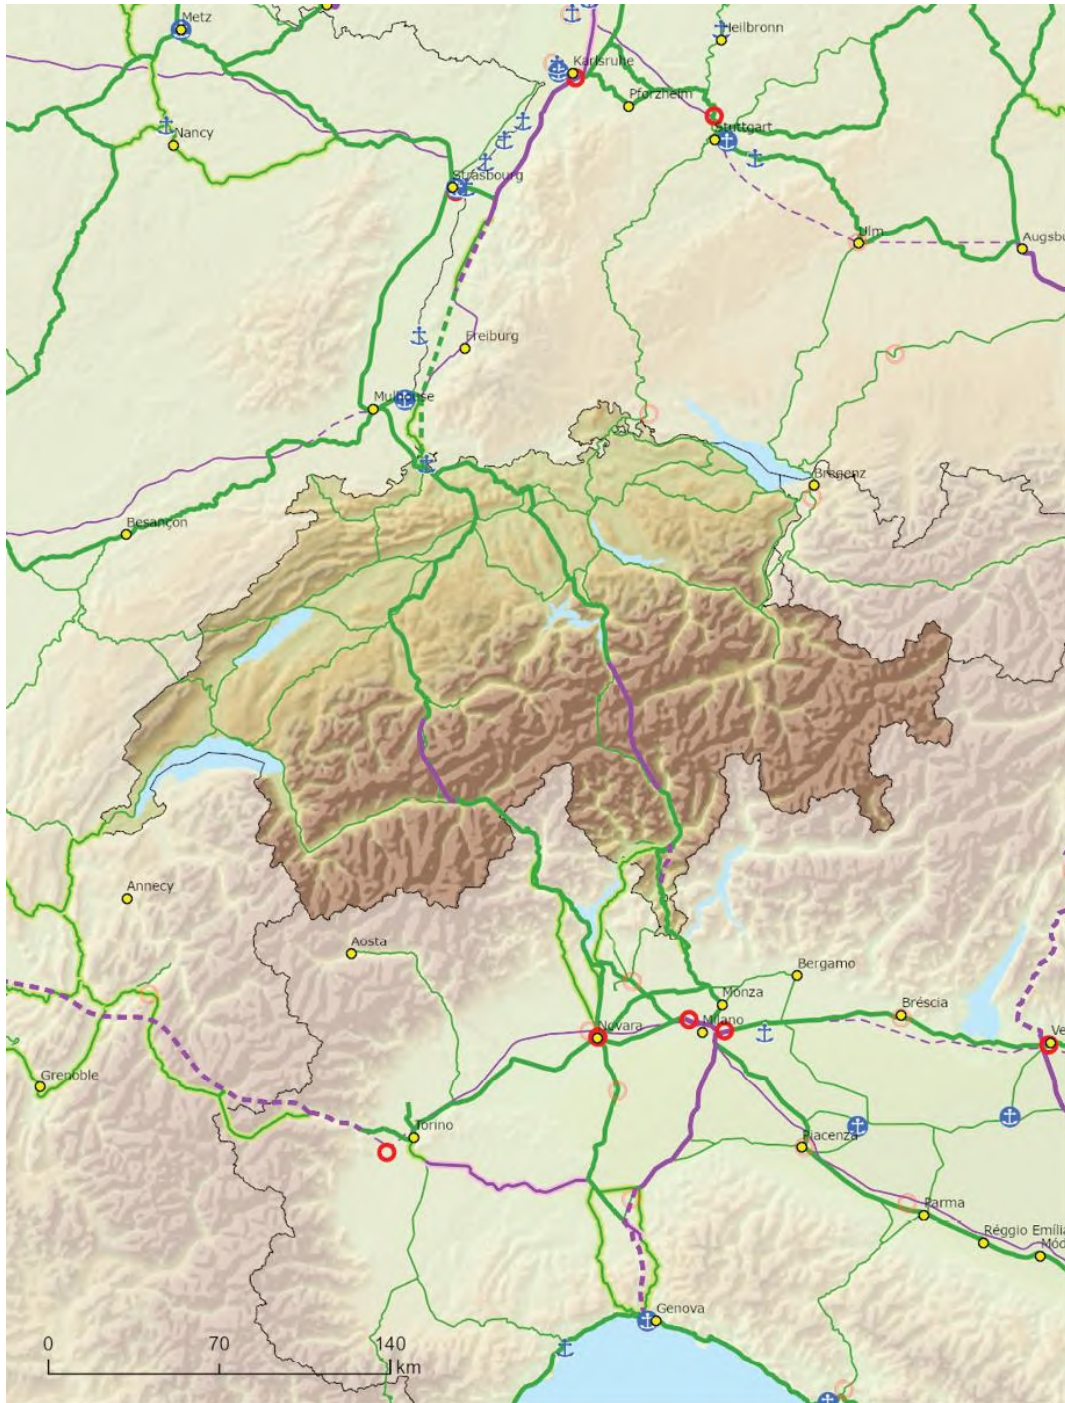 Metz
Heilbronn
Karlsruhe
Pforzheim
Nancy
Stuttgart
Strasbourg
Ulm
Augsbu
Freiburg
Mulhouse
Bregenz
Besançon
Annecy
Aosta
Bergamo
Monza
Bréscia
Novara
Milano
Ve
Grenoble
Torino
Piacenza
Parma
Réggio Emília
Mód
Genova
0 70 140
km